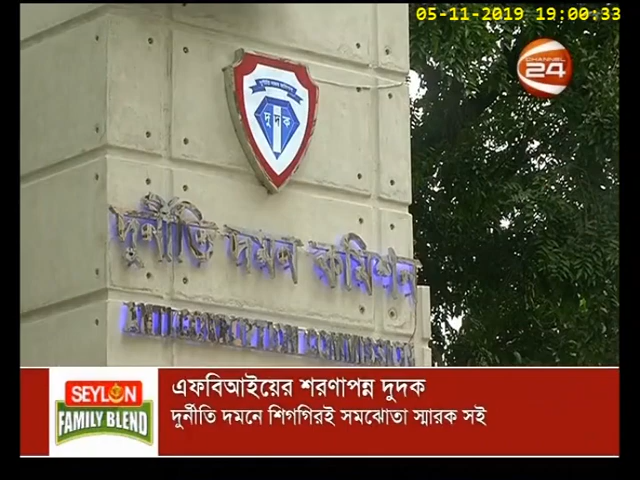 05-11-2019 19:00:33
CHANNEL
24
দুদক
দুর্নীতি দমন কমিশন
SEYLON
FAMILY BLEND
এফবিআইয়ের শরণাপন্ন দুদক
দুর্নীতি দমনে শিগগিরই সমঝোতা স্মারক সই